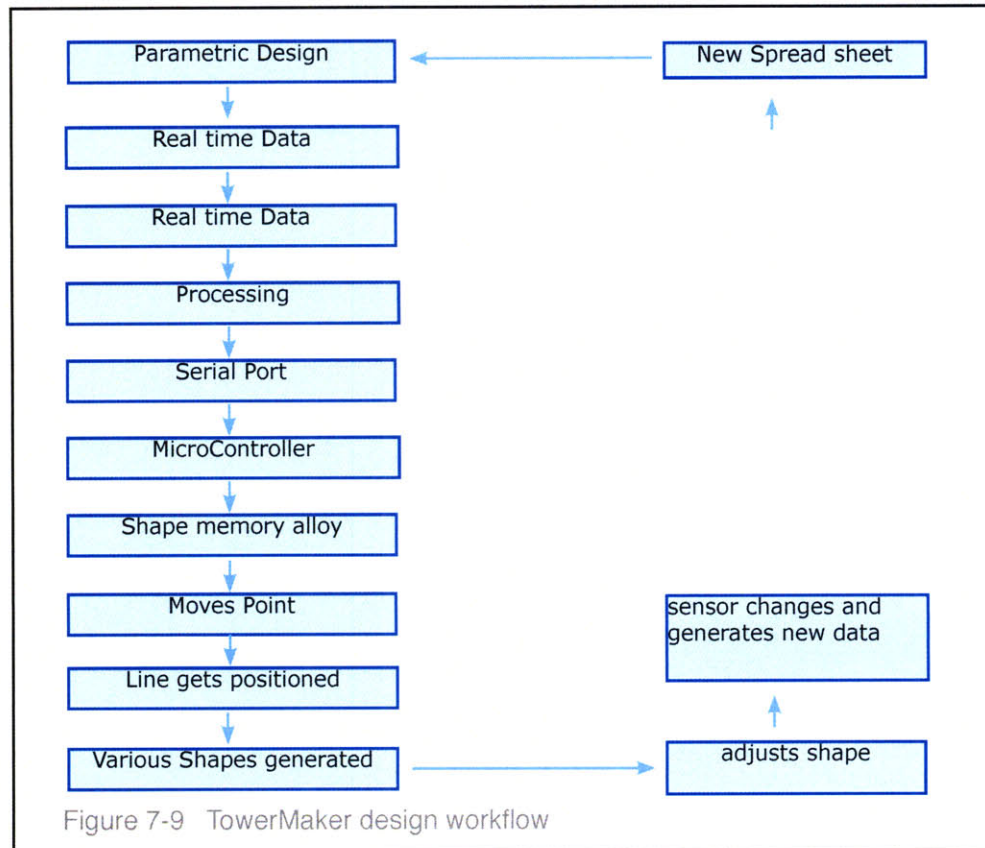 Parametric Design
New Spread sheet
Real time Data
Real time Data
Processing
Serial Port
MicroController
Shape memory alloy
Moves Point
sensor changes and
generates new data
Line gets positioned
Various Shapes generated
adjusts shape
Figure 7-9 TowerMaker design workflow